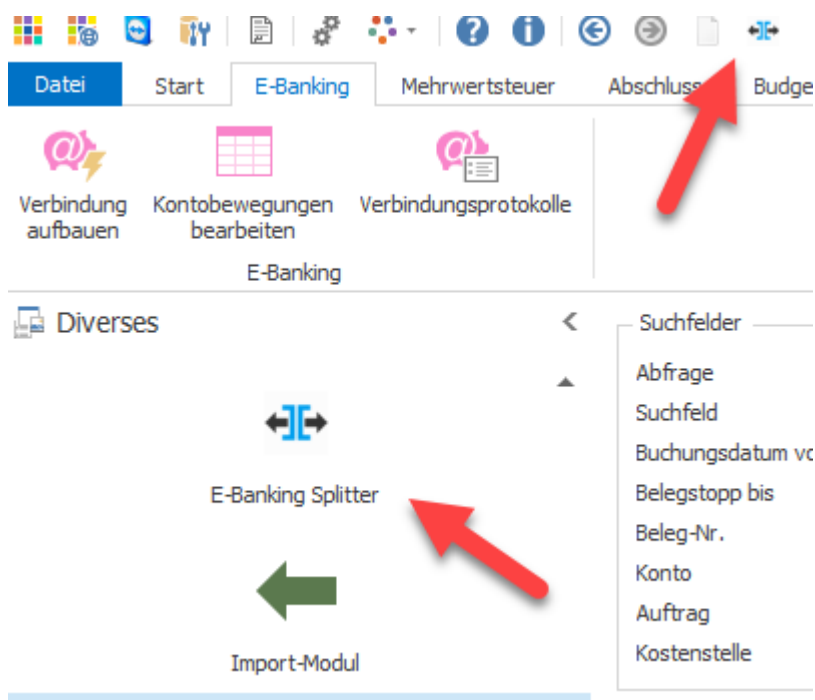 Datei Start E-Banking Mehrwertsteuer Abschluss Budge
Verbindung aufbauen
Kontobewegungen bearbeiten
Verbindungsprotokolle
E-Banking
Diverses
E-Banking Splitter
Import-Modul
Suchfelder
Abfrage
Suchfeld
Buchungsdatum vo
Belegstopp bis
Beleg-Nr.
Konto
Auftrag
Kostenstelle